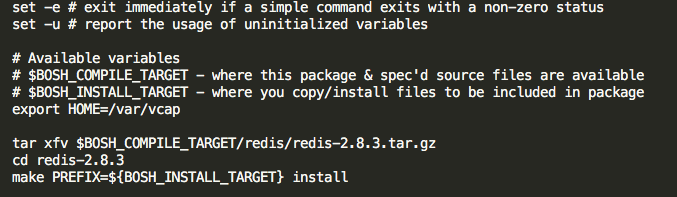 set -e # exit immediately if a simple command exits with a non-zero status
set -u # report the usage of uninitialized variables
# Available variables
# $BOSH_COMPILE_TARGET - where this package & spec'd source files are available
# $BOSH_INSTALL_TARGET - where you copy/install files to be included in package
export HOME=/var/vcap
tar xfv $BOSH_COMPILE_TARGET/redis/redis-2.8.3.tar.gz
cd redis-2.8.3
make PREFIX=${BOSH_INSTALL_TARGET} install